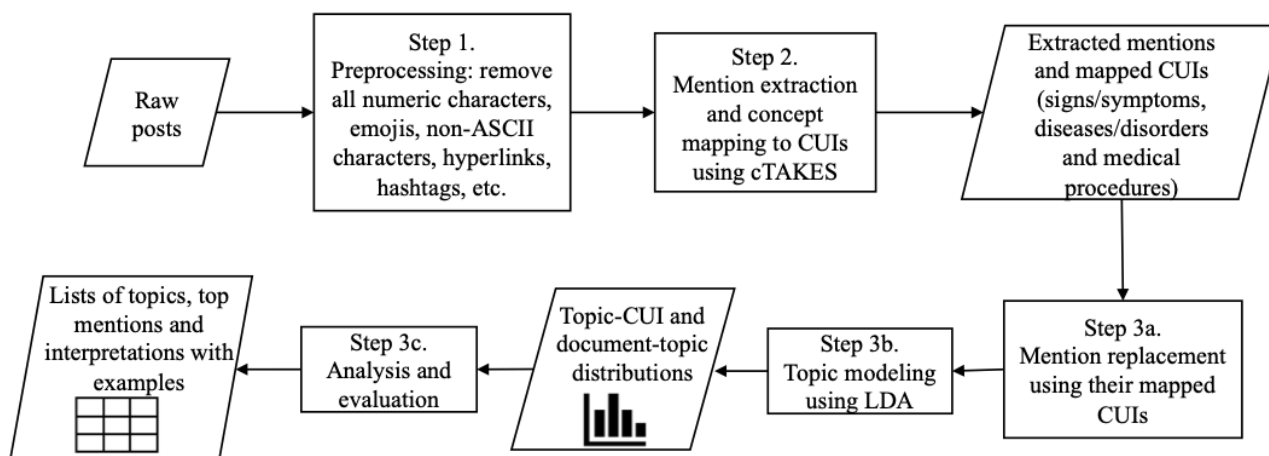 Raw
posts
Step 1.
Preprocessing: remove
all numeric characters,
emojis, non-ASCII
characters, hyperlinks,
hashtags, etc.
Step 2.
Mention extraction
and concept
mapping to CUIs
using cTAKES
Extracted mentions
and mapped CUIs
(signs/symptoms,
diseases/disorders
and medical
procedures)
Step 3a.
Mention replacement
using their mapped
CUIs
Step 3b.
Topic modeling
using LDA
Topic-CUI and
document-topic
distributions
Step 3c.
Analysis and
evaluation
Lists of topics, top
mentions and
interpretations with
examples